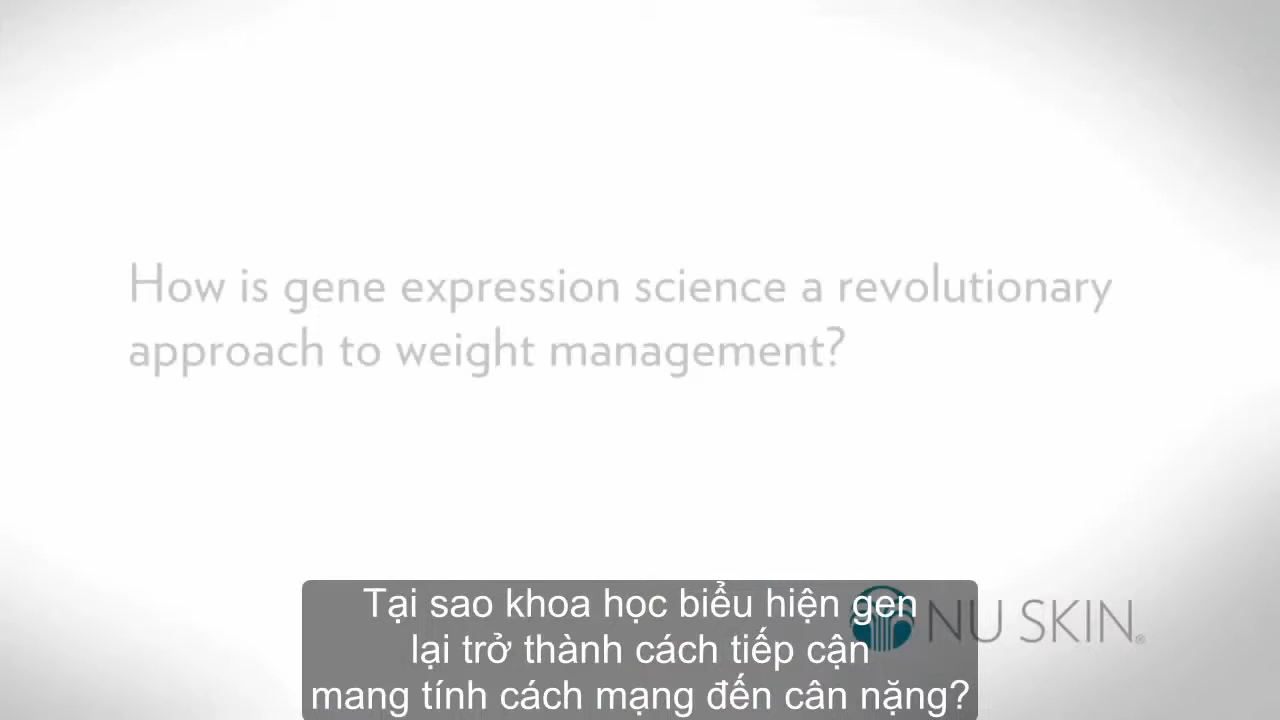 How is gene expression science a revolutionary
approach to weight management?
Tại sao khoa học biểu hiện gen
lại trở thành cách tiếp cận
mang tính cách mạng đến cân nặng?
NU SKIN®